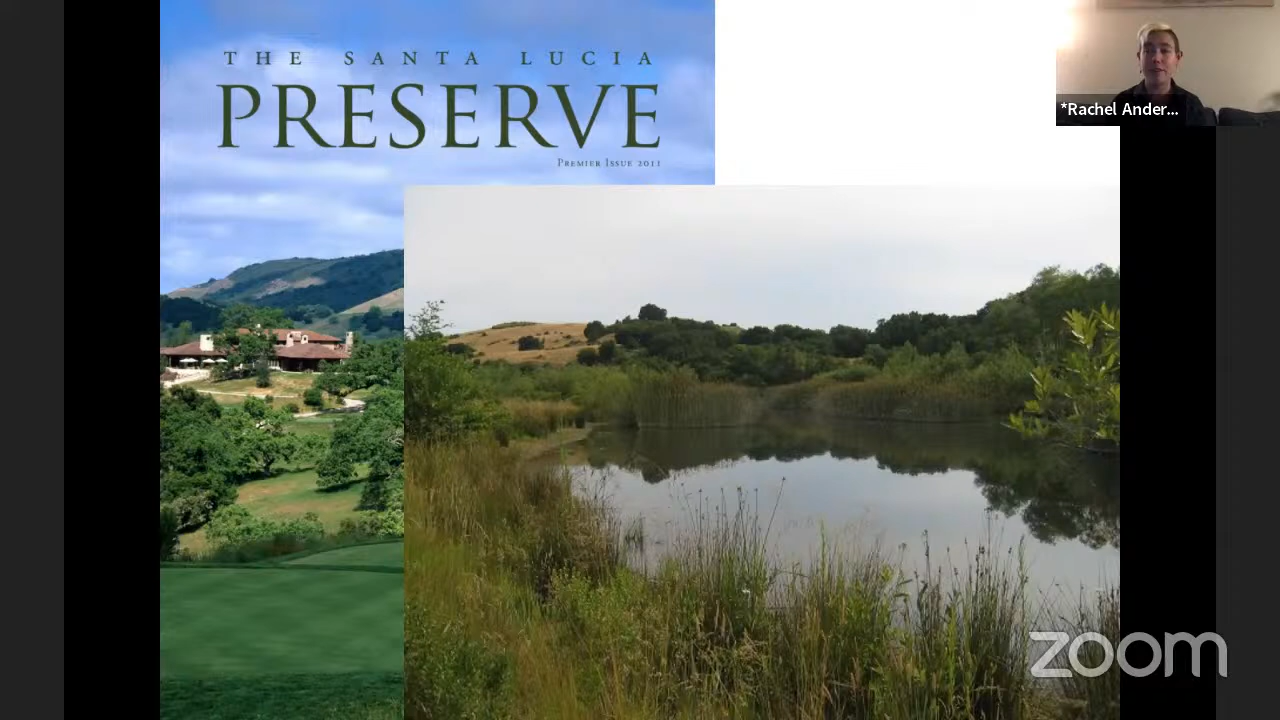 THE SANTA LUCIA
PRESERVE
PREMIER ISSUE 2011
*Rachel Ander...
zoom